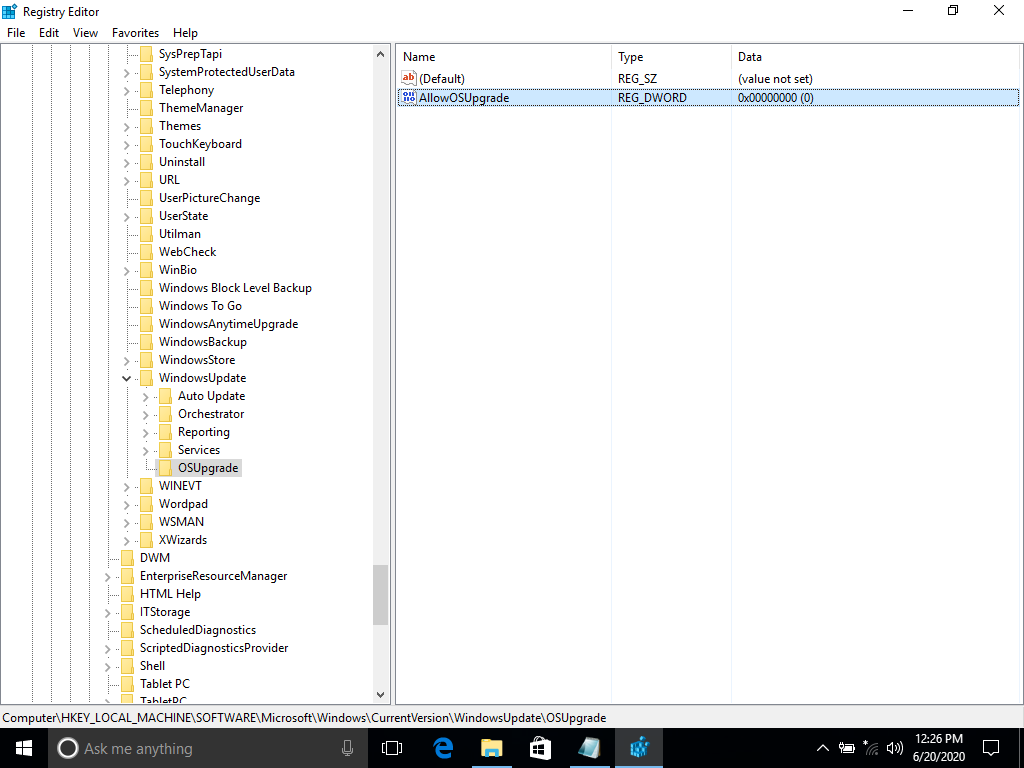 Registry Editor
File Edit View Favorites Help
SysPrepTapi
SystemProtectedUserData
Telephony
ThemeManager
Themes
TouchKeyboard
Uninstall
URL
UserPictureChange
UserState
Utilman
WebCheck
WinBio
Windows Block Level Backup
Windows To Go
WindowsAnytimeUpgrade
WindowsBackup
WindowsStore
WindowsUpdate
Auto Update
Orchestrator
Reporting
Services
OSUpgrade
WINEVT
Wordpad
WSMAN
XWizards
DWM
EnterpriseResourceManager
HTML Help
ITStorage
ScheduledDiagnostics
ScriptedDiagnosticsProvider
Shell
Tablet PC
TabletPC
Name Type Data
(Default) REG_SZ (value not set)
AllowOSUpgrade REG_DWORD 0x00000000 (0)
Computer\HKEY_LOCAL_MACHINE\SOFTWARE\Microsoft\Windows\CurrentVersion\WindowsUpdate\OSUpgrade
Ask me anything
12:26 PM
6/20/2020